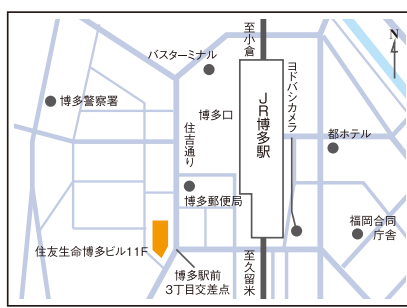 至小倉
N
バスターミナル
ヨドバシカメラ
博多警察署
博多口
JR博多駅
住吉通り
都ホテル
博多郵便局
福岡合同
庁舎
住友生命博多ビル11F
至久留米
博多駅前
3丁目交差点